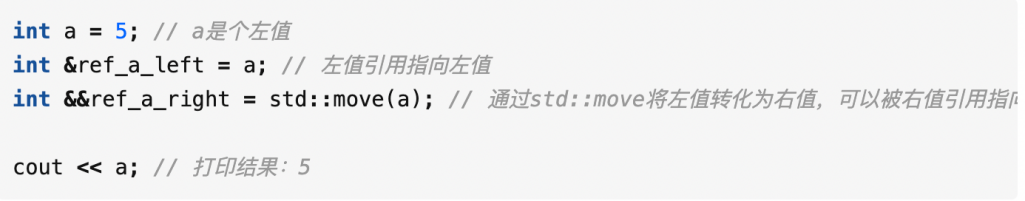 int a = 5; // a是个左值
int &ref_a_left = a; // 左值引用指向左值
int &&ref_a_right = std::move(a); // 通过std::move将左值转化为右值，可以被右值引用指向
cout << a; // 打印结果：5